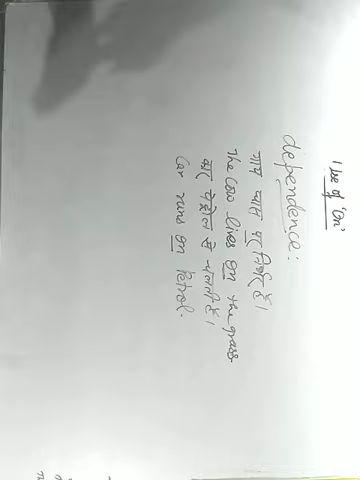 Use of 'On'
dependence:
गाय घास पर निर्भर है।
The Cow lives on the grass
कार पेट्रोल से चलती है।
Car runs on Petrol.